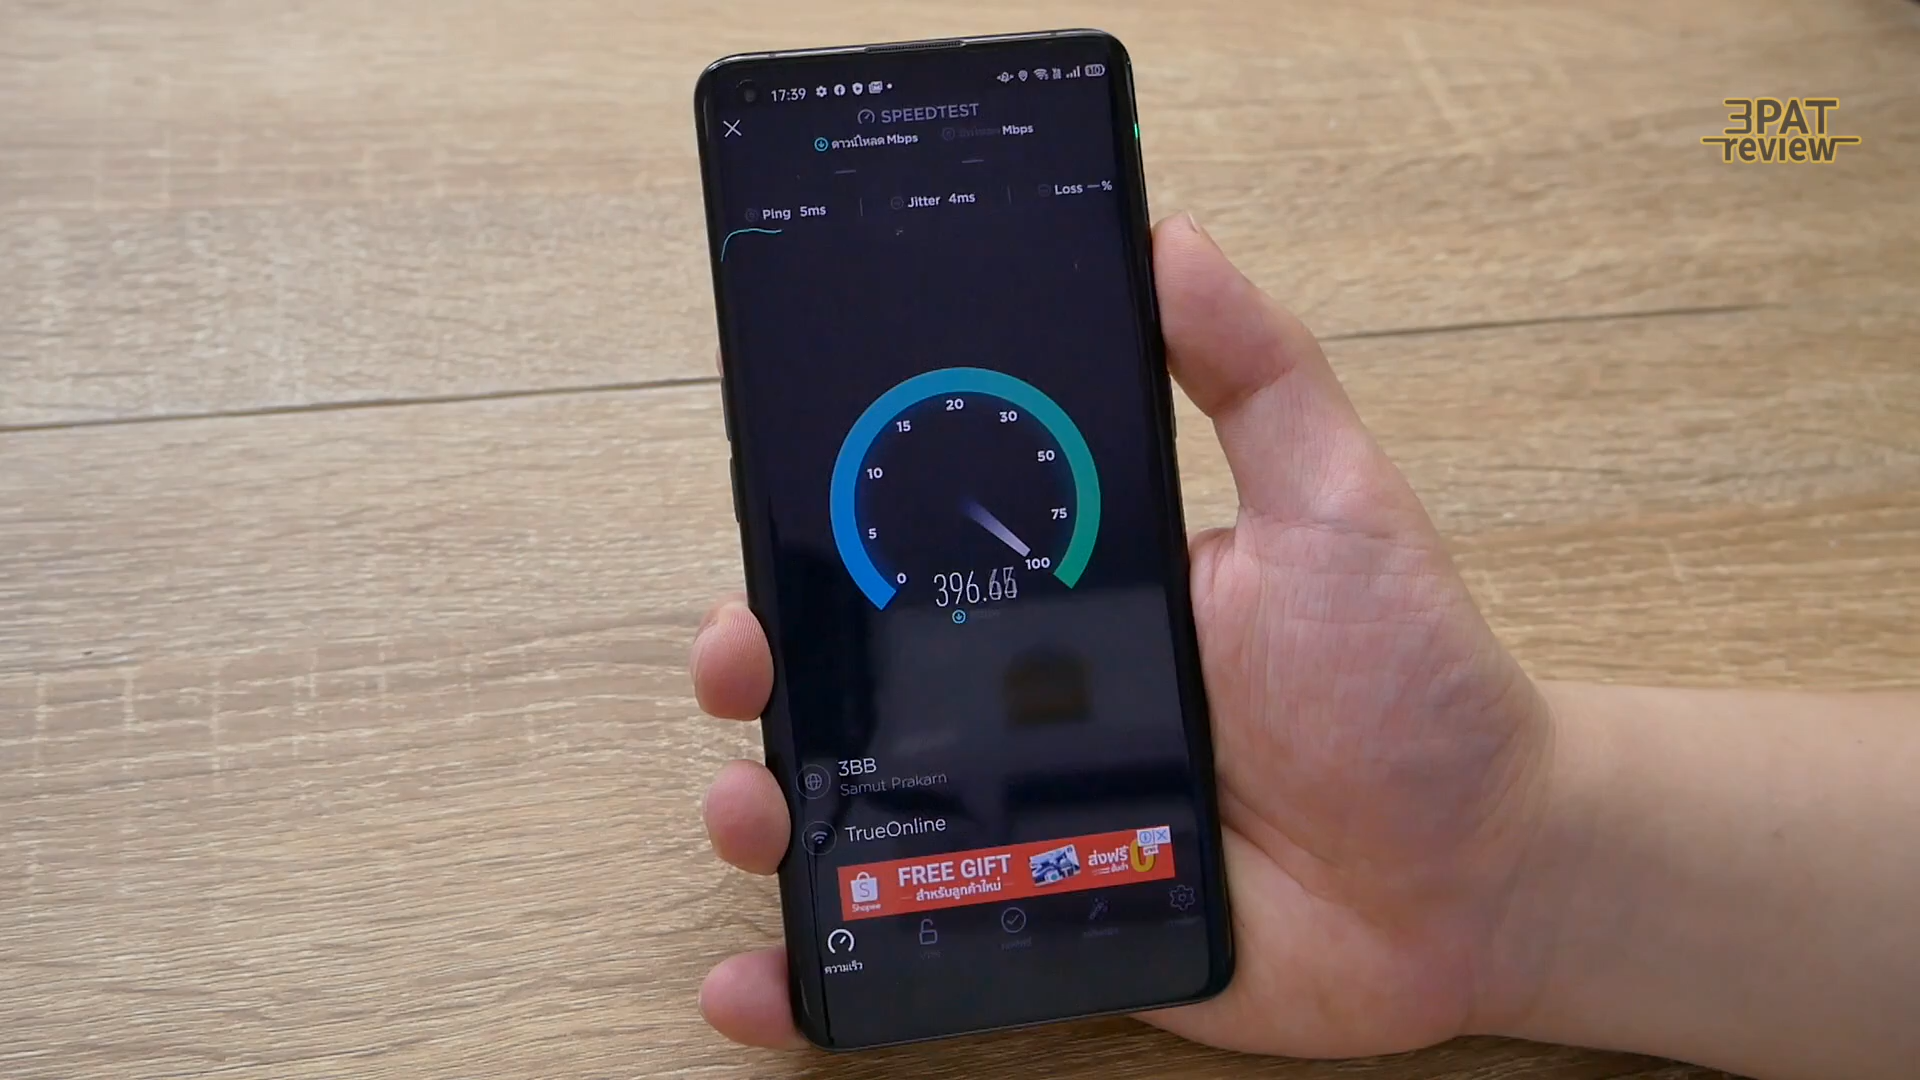 17:39
SPEEDTEST
ดาวน์โหลด Mbps
Mbps
Ping 5ms
Jitter 4ms
Loss —%
0
5
10
15
20
30
50
75
100
396.
3BB
Samut Prakarn
TrueOnline
Shopee
FREE GIFT
สำหรับลูกค้าใหม่
ส่งฟรี
ความเร็ว
3PAT
review